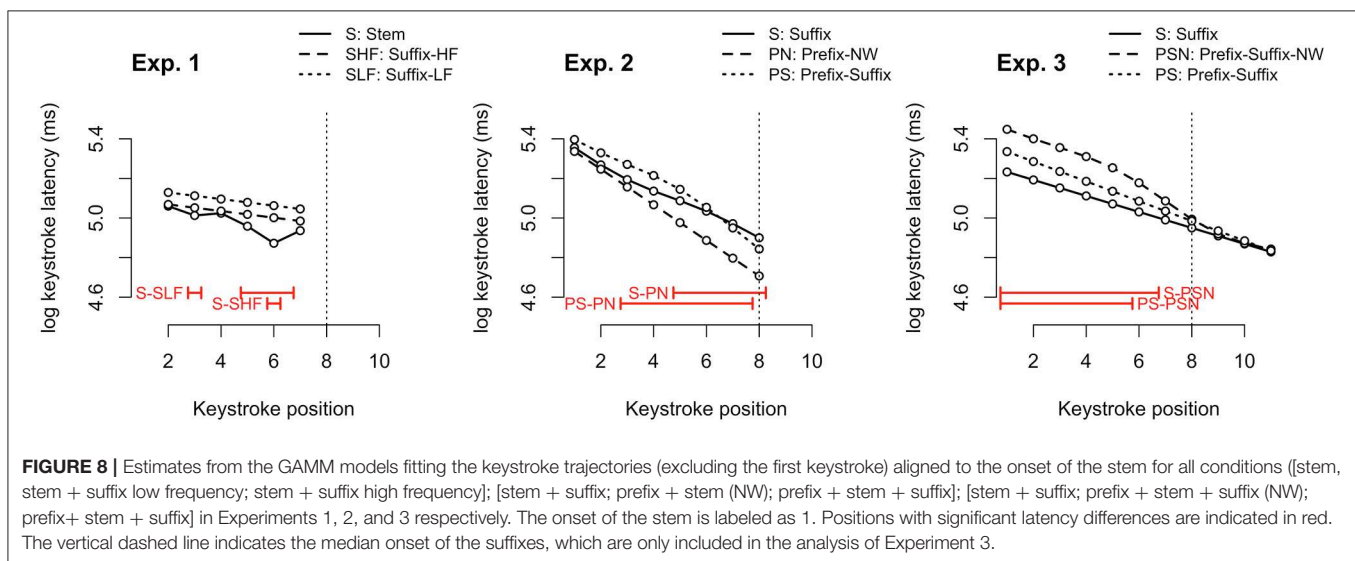 Exp. 1
S: Stem
SHF: Suffix-HF
SLF: Suffix-LF
log keystroke latency (ms)
5.4
5.0
4.6
S-SLF
S-SHF
2 4 6 8 10
Keystroke position
Exp. 2
S: Suffix
PN: Prefix-NW
PS: Prefix-Suffix
log keystroke latency (ms)
5.4
5.0
4.6
S-PN
PS-PN
2 4 6 8 10
Keystroke position
Exp. 3
S: Suffix
PSN: Prefix-Suffix-NW
PS: Prefix-Suffix
log keystroke latency (ms)
5.4
5.0
4.6
S-PSN
PS-PSN
2 4 6 8 10
Keystroke position
FIGURE 8 | Estimates from the GAMM models fitting the keystroke trajectories (excluding the first keystroke) aligned to the onset of the stem for all conditions ([stem,
stem + suffix low frequency; stem + suffix high frequency]; [stem + suffix; prefix + stem (NW); prefix + stem + suffix]; [stem + suffix; prefix + stem + suffix (NW);
prefix+ stem + suffix] in Experiments 1, 2, and 3 respectively. The onset of the stem is labeled as 1. Positions with significant latency differences are indicated in red.
The vertical dashed line indicates the median onset of the suffixes, which are only included in the analysis of Experiment 3.